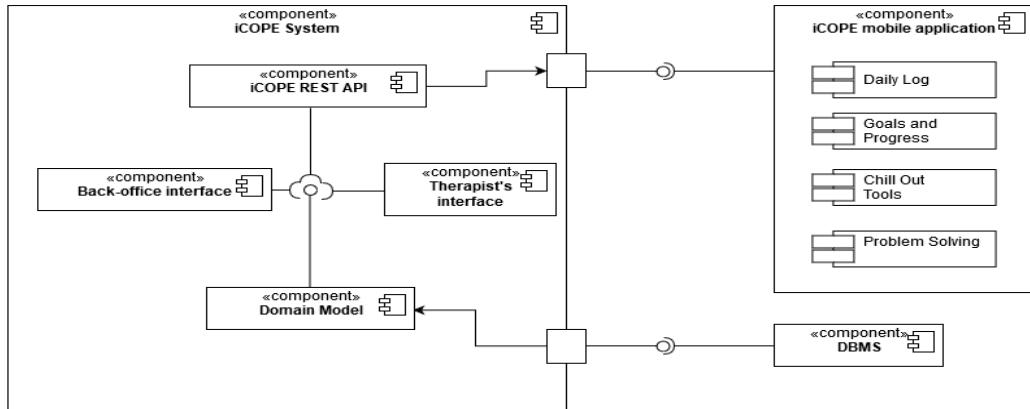 «component»
iCOPE System
«component»
iCOPE REST API
«component»
Back-office interface
«component»
Therapist's
interface
«component»
Domain Model
«component»
iCOPE mobile application
Daily Log
Goals and
Progress
Chill Out
Tools
Problem Solving
«component»
DBMS